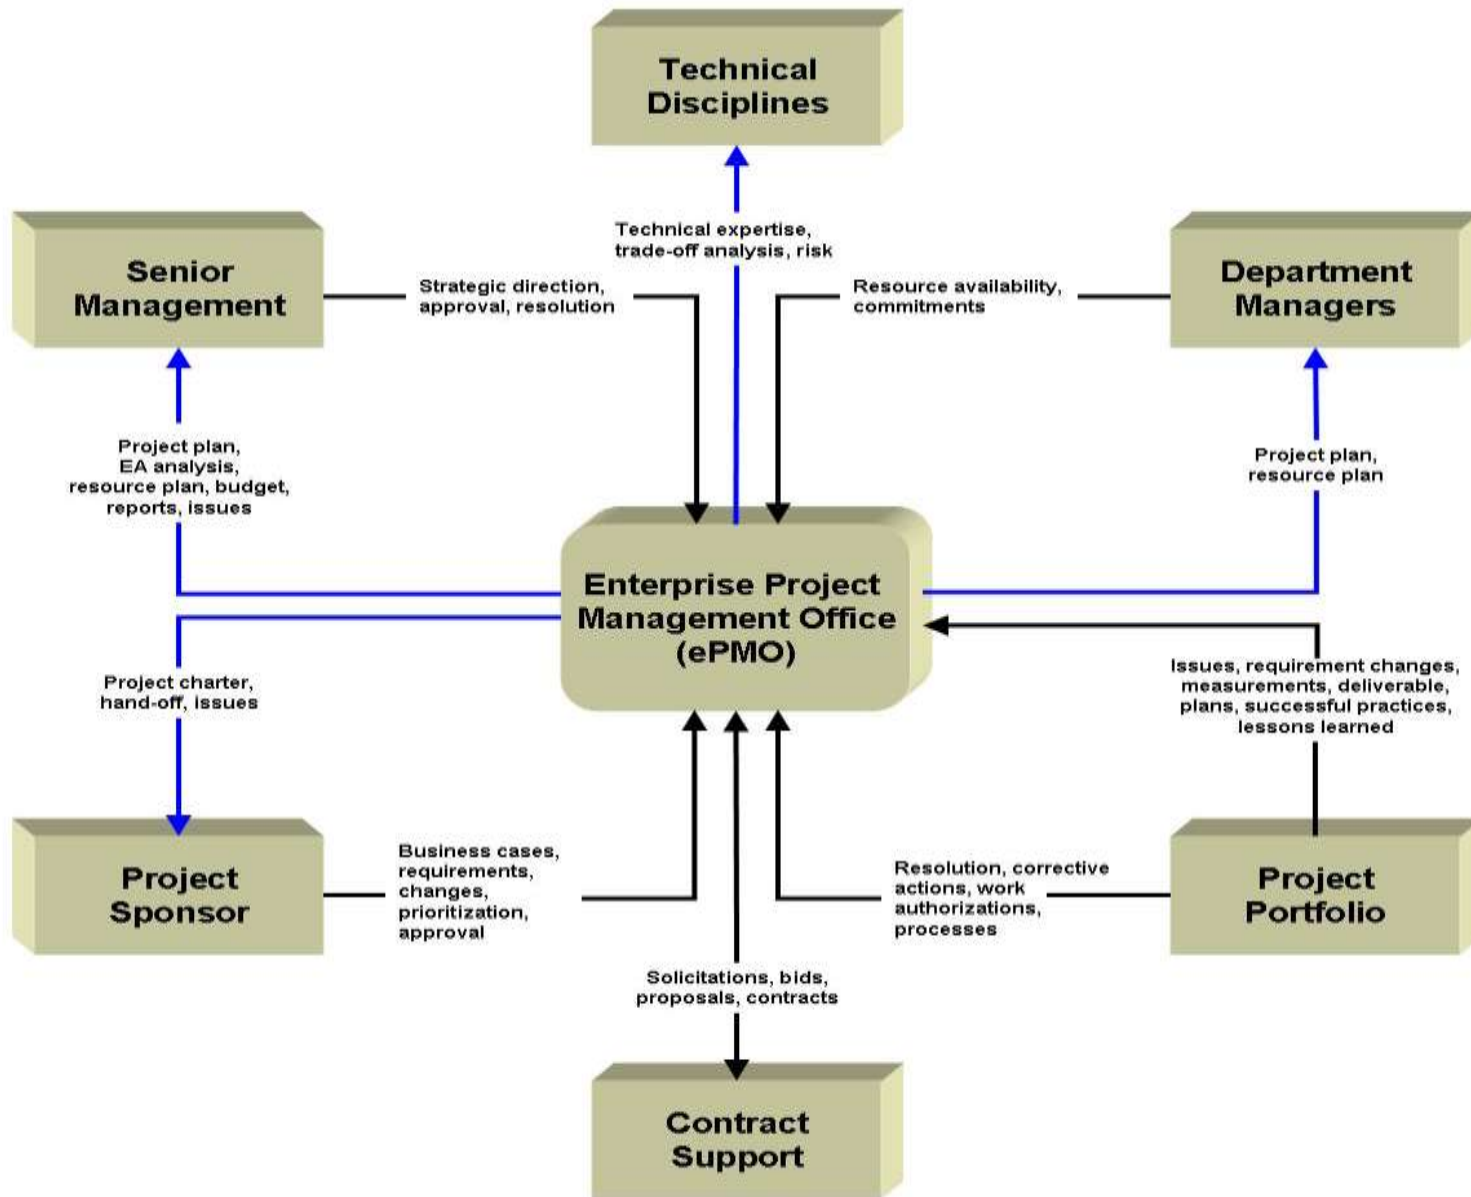 Technical
Disciplines
Technical expertise,
trade-off analysis, risk
Senior
Management
Strategic direction,
approval, resolution
Resource availability,
commitments
Department
Managers
Project plan,
EA analysis,
resource plan, budget,
reports, issues
Project plan,
resource plan
Enterprise Project
Management Office
(ePMO)
Project charter,
hand-off, issues
Issues, requirement changes,
measurements, deliverable,
plans, successful practices,
lessons learned
Project
Sponsor
Business cases,
requirements,
changes,
prioritization,
approval
Resolution, corrective
actions, work
authorizations,
processes
Project
Portfolio
Solicitations, bids,
proposals, contracts
Contract
Support